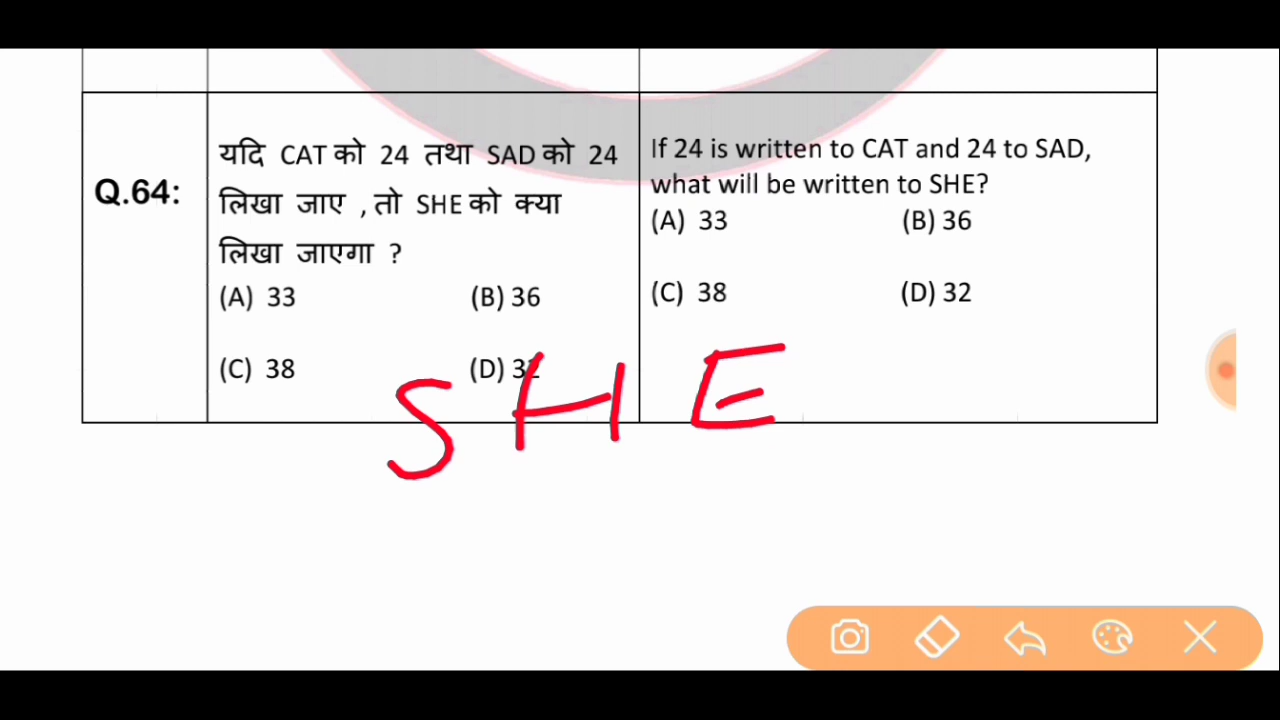 Q.64:
यदि CAT को 24 तथा SAD को 24
लिखा जाए , तो SHE को क्या
लिखा जाएगा ?
(A) 33 (B) 36
(C) 38 (D) 32
If 24 is written to CAT and 24 to SAD,
what will be written to SHE?
(A) 33 (B) 36
(C) 38 (D) 32
SHE